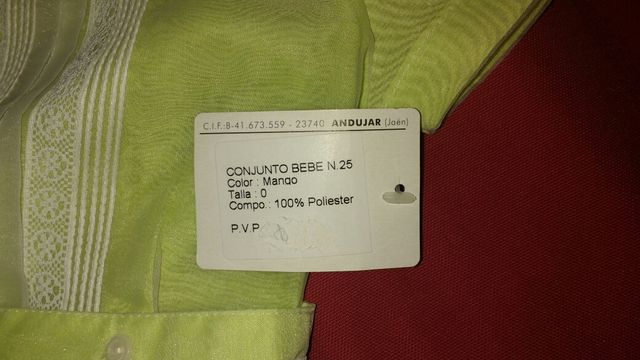 C.I.F.:B-41.673.559 - 23740 ANDUJAR (Jaén)
CONJUNTO BEBE N.25
Color : Mango
Talla : 0
Compo.: 100% Poliester
P.V.P